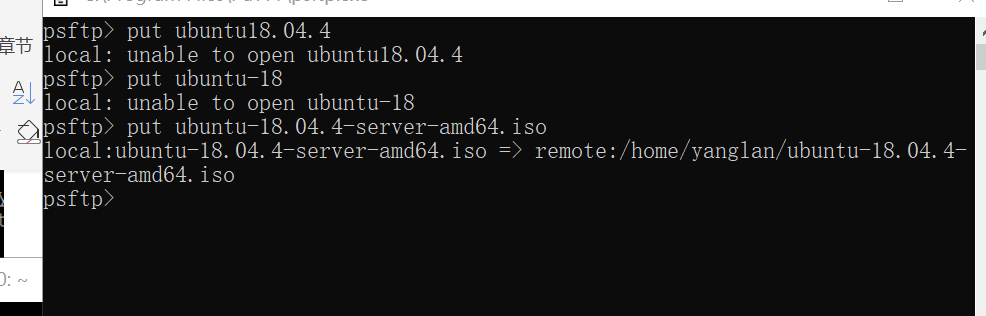 psftp> put ubuntu18.04.4
local: unable to open ubuntu18.04.4
psftp> put ubuntu-18
local: unable to open ubuntu-18
psftp> put ubuntu-18.04.4-server-amd64.iso
local:ubuntu-18.04.4-server-amd64.iso => remote:/home/yanglan/ubuntu-18.04.4-
server-amd64.iso
psftp>
章节
0: ~